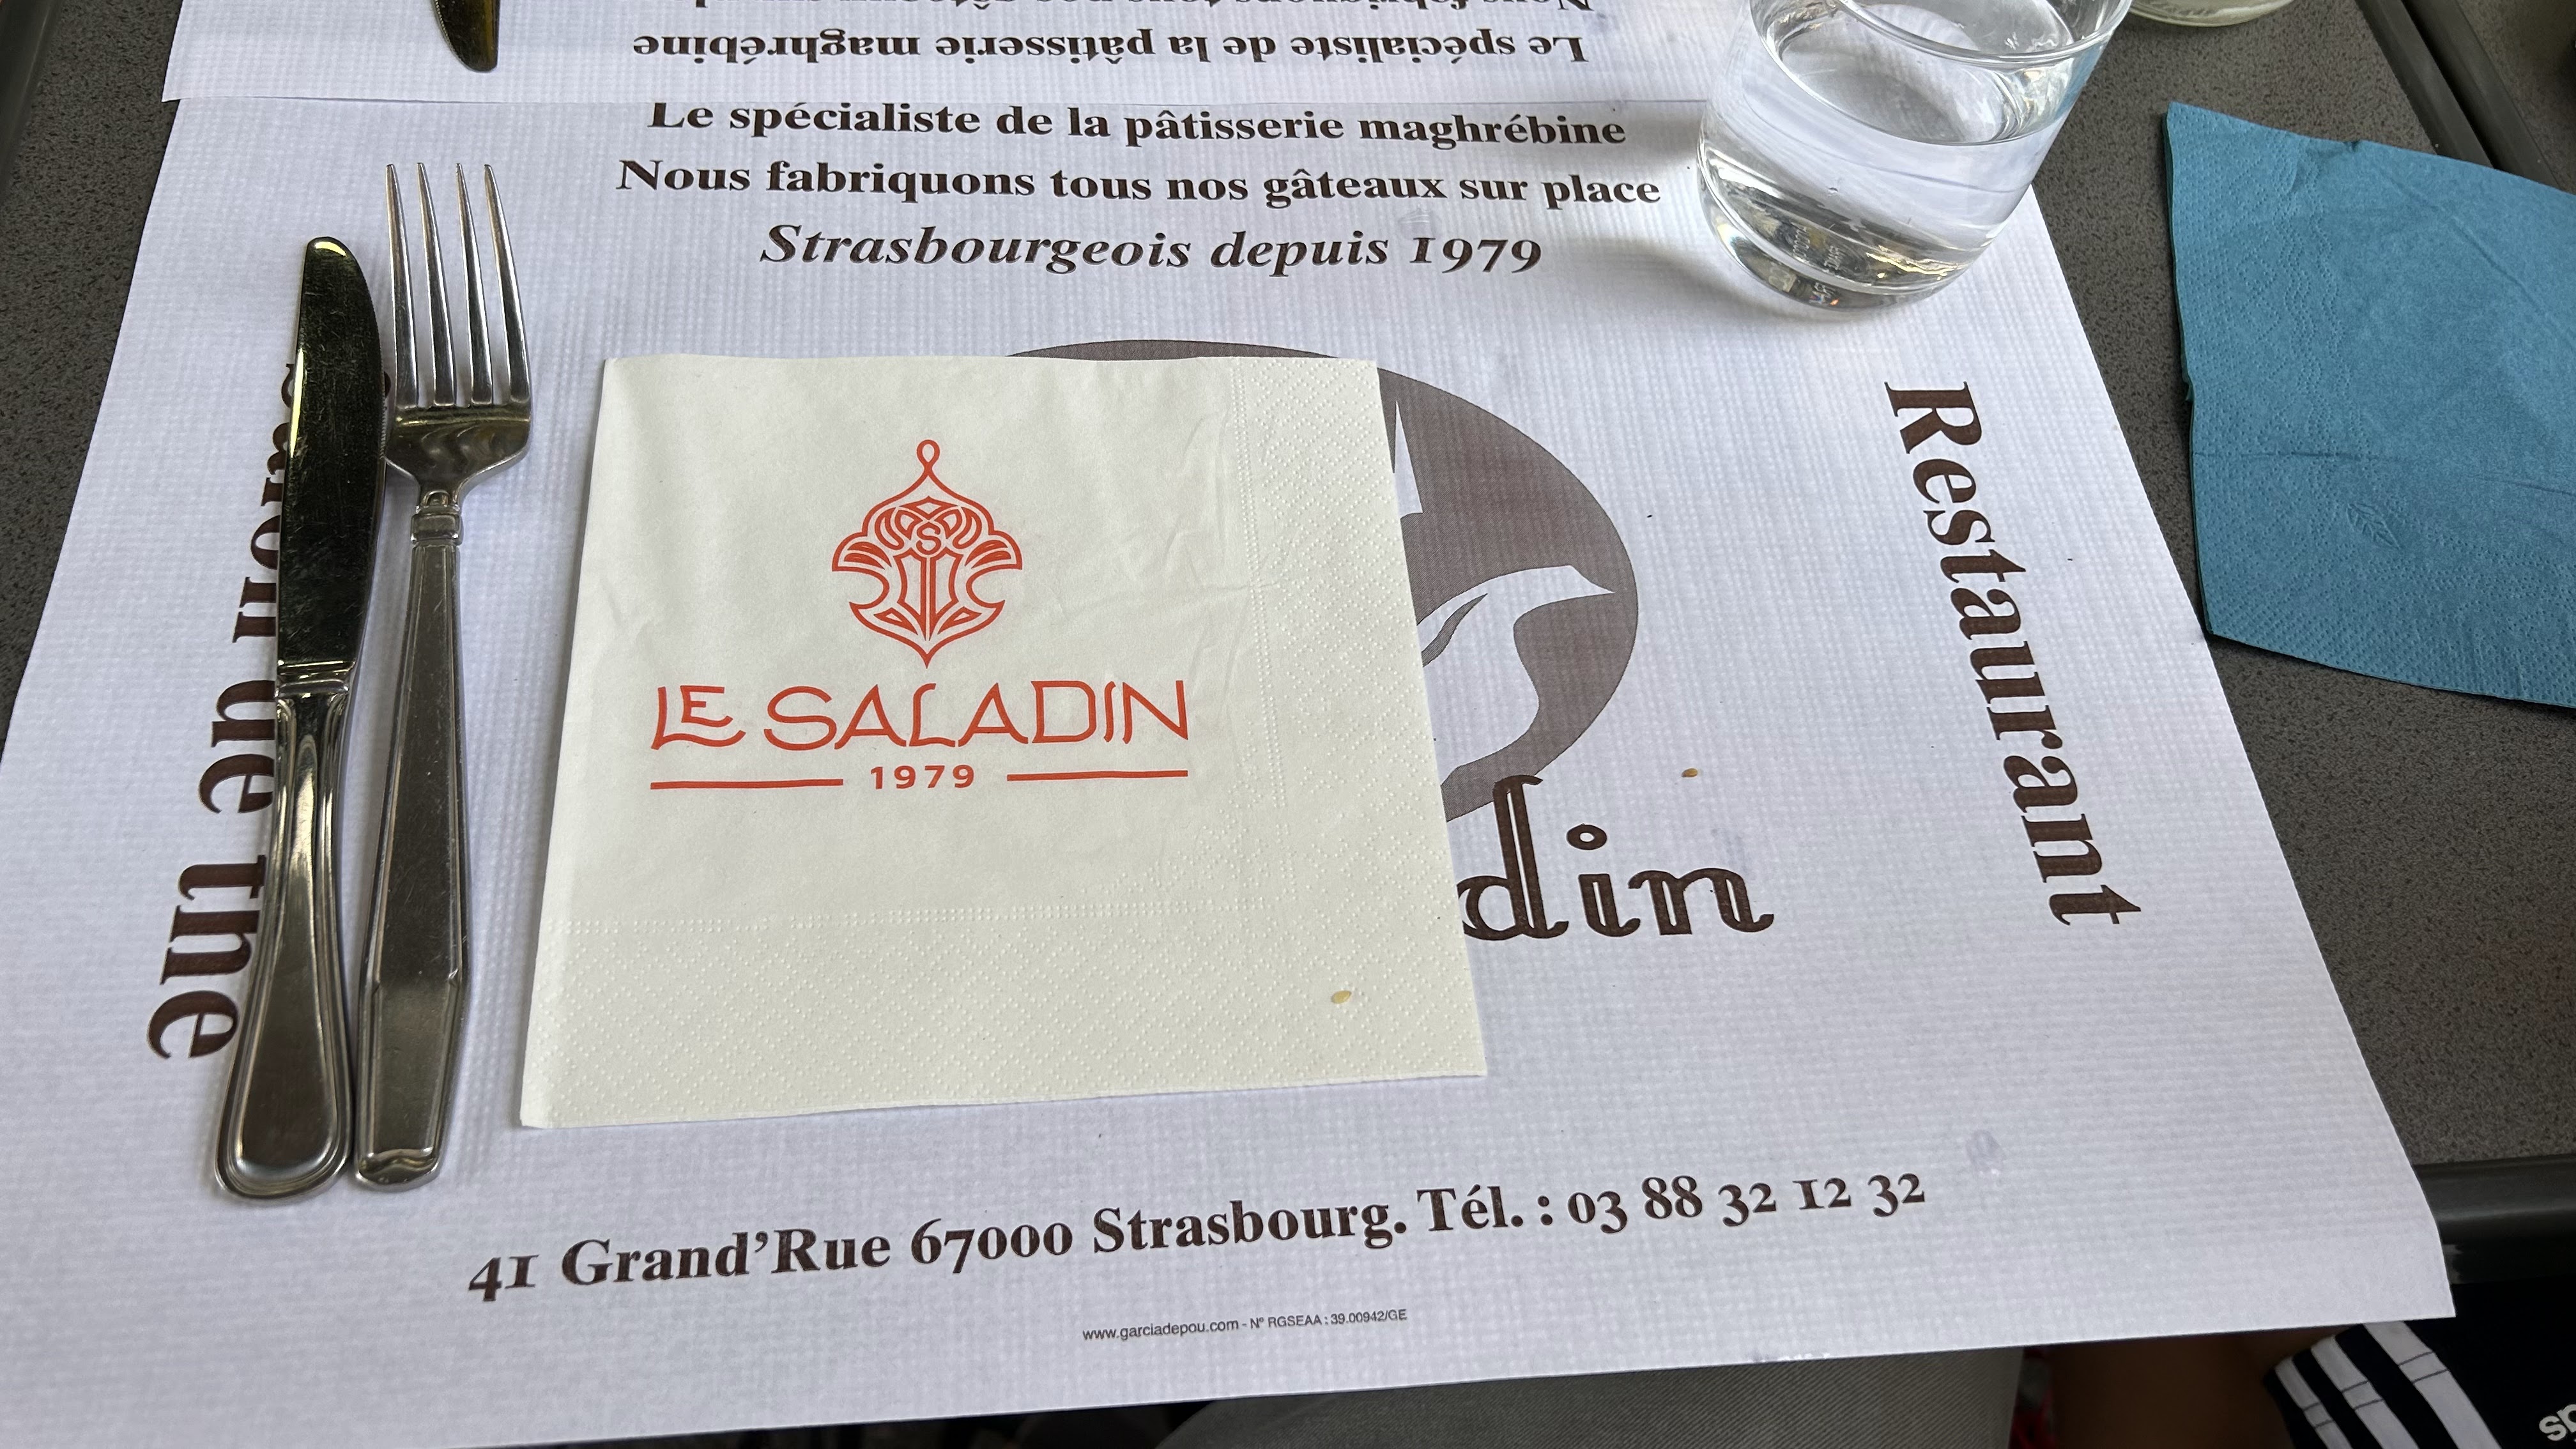 Le spécialiste de la pâtisserie maghrébine
Le spécialiste de la pâtisserie maghrébine
Nous fabriquons tous nos gâteaux sur place
Strasbourgeois depuis 1979
Salon de thé
Restaurant
S
LE SALADIN
1979
din
41 Grand'Rue 67000 Strasbourg. Tél. : 03 88 32 12 32
www.garciadepou.com - N° RGSEAA : 39.00942/GE